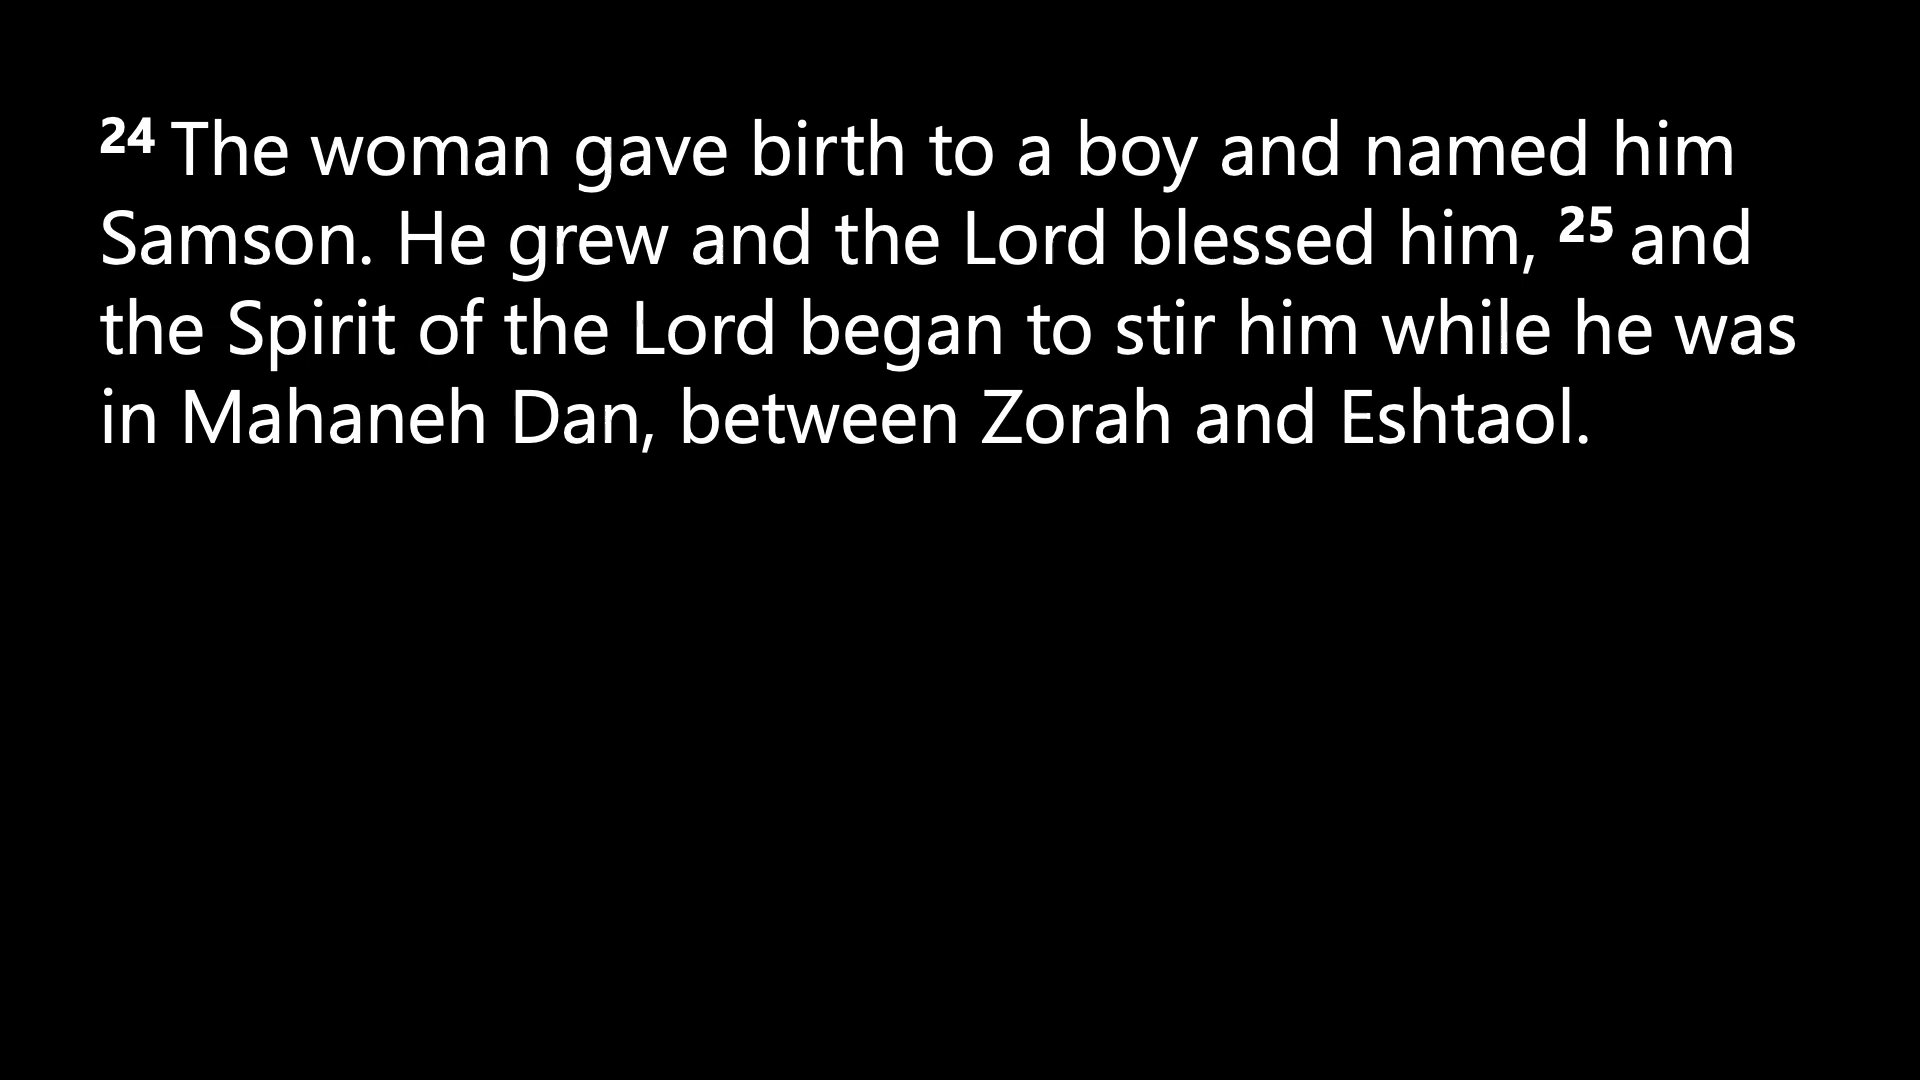 24 The woman gave birth to a boy and named him
Samson. He grew and the Lord blessed him, 25 and
the Spirit of the Lord began to stir him while he was
in Mahaneh Dan, between Zorah and Eshtaol.